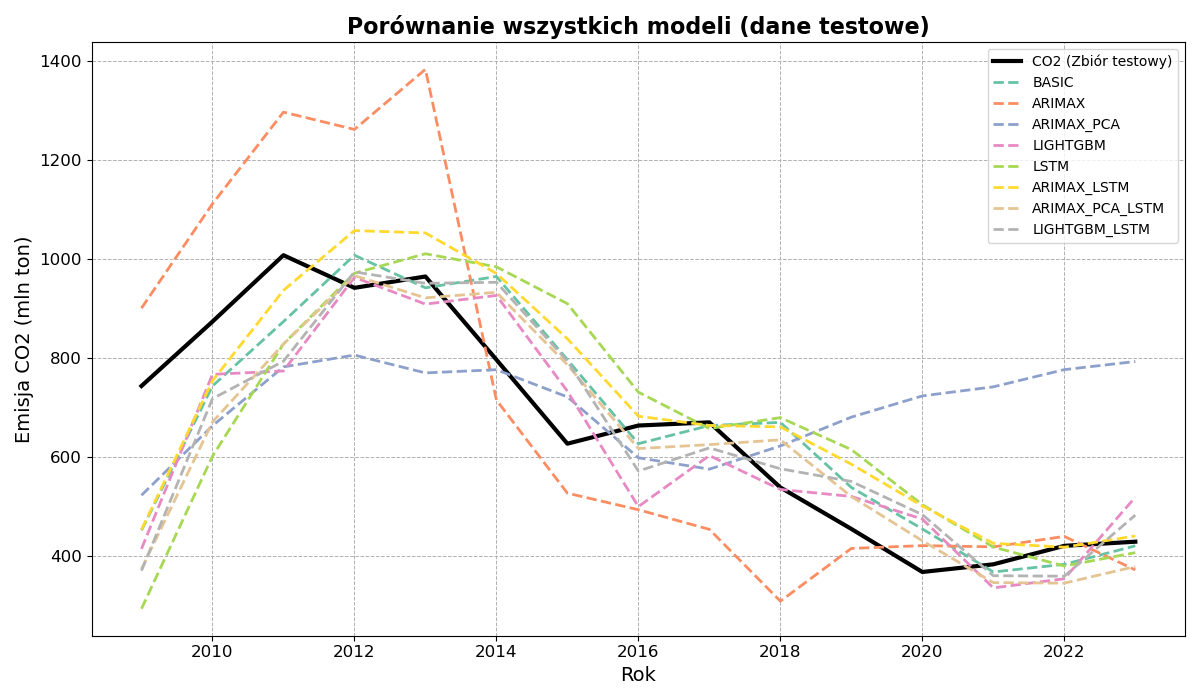 Porównanie wszystkich modeli (dane testowe)
1400
1200
1000
800
600
400
Emisja CO2 (mln ton)
CO2 (Zbiór testowy)
BASIC
ARIMAX
ARIMAX_PCA
LIGHTGBM
LSTM
ARIMAX_LSTM
ARIMAX_PCA_LSTM
LIGHTGBM_LSTM
2010 2012 2014 2016 2018 2020 2022
Rok